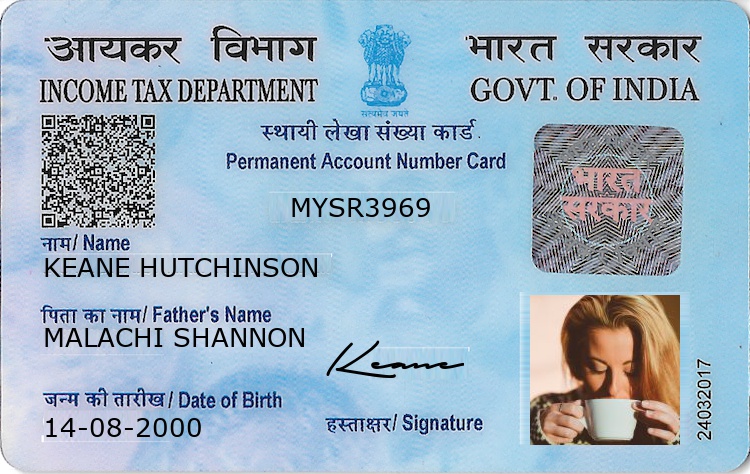 आयकर विभाग
INCOME TAX DEPARTMENT
सत्यमेव जयते
भारत सरकार
GOVT. OF INDIA
स्थायी लेखा संख्या कार्ड
Permanent Account Number Card
MYSR3969
भारत
सरकार
नाम/ Name
KEANE HUTCHINSON
पिता का नाम/ Father's Name
MALACHI SHANNON
Keane
जन्म की तारीख / Date of Birth
14-08-2000
हस्ताक्षर/ Signature
24032017